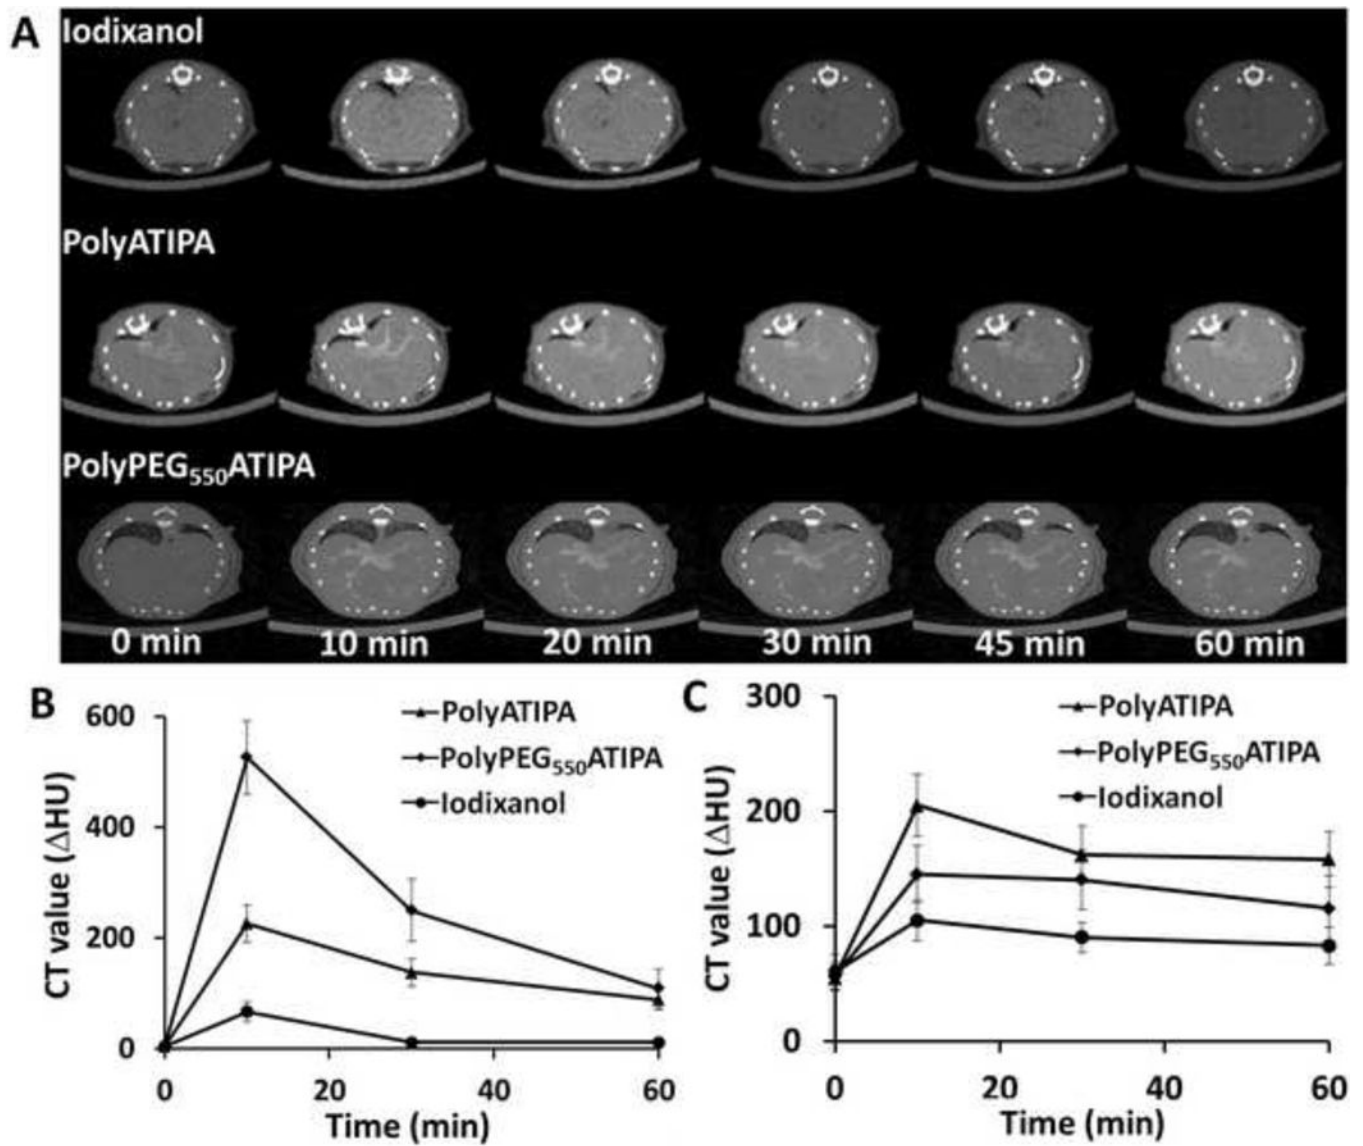 A
Iodixanol
PolyATIPA
PolyPEG₅₅₀ATIPA
0 min 10 min 20 min 30 min 45 min 60 min
B
600
400
200
0
0 20 40 60
CT value (ΔHU)
Time (min)
PolyATIPA
PolyPEG₅₅₀ATIPA
Iodixanol
C
300
200
100
0
0 20 40 60
CT value (ΔHU)
Time (min)
PolyATIPA
PolyPEG₅₅₀ATIPA
Iodixanol